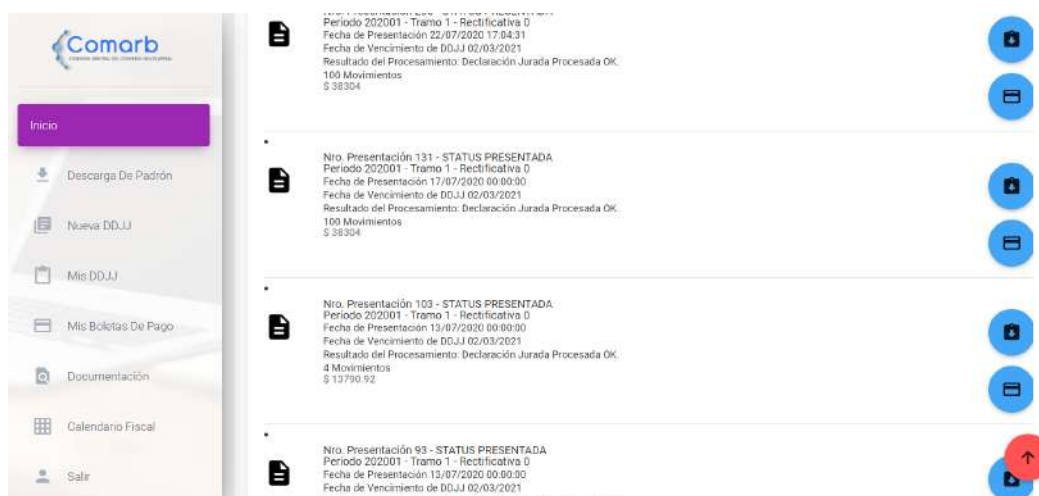 Comarb
Inicio
Descarga De Padrón
Nueva DDJJ
Mis DDJJ
Mis Boletas De Pago
Documentación
Calendario Fiscal
Salir
Periodo 202001 - Tramo 1 - Rectificativa 0
Fecha de Presentación 22/07/2020 17:04:31
Fecha de Vencimiento de DDJJ 02/03/2021
Resultado del Procesamiento: Declaración Jurada Procesada OK.
100 Movimientos
$ 38304
Nro. Presentación 131 - STATUS PRESENTADA
Periodo 202001 - Tramo 1 - Rectificativa 0
Fecha de Presentación 17/07/2020 00:00:00
Fecha de Vencimiento de DDJJ 02/03/2021
Resultado del Procesamiento: Declaración Jurada Procesada OK.
100 Movimientos
$ 38304
Nro. Presentación 103 - STATUS PRESENTADA
Periodo 202001 - Tramo 1 - Rectificativa 0
Fecha de Presentación 13/07/2020 00:00:00
Fecha de Vencimiento de DDJJ 02/03/2021
Resultado del Procesamiento: Declaración Jurada Procesada OK.
4 Movimientos
$ 13790.92
Nro. Presentación 93 - STATUS PRESENTADA
Periodo 202001 - Tramo 1 - Rectificativa 0
Fecha de Presentación 13/07/2020 00:00:00
Fecha de Vencimiento de DDJJ 02/03/2021